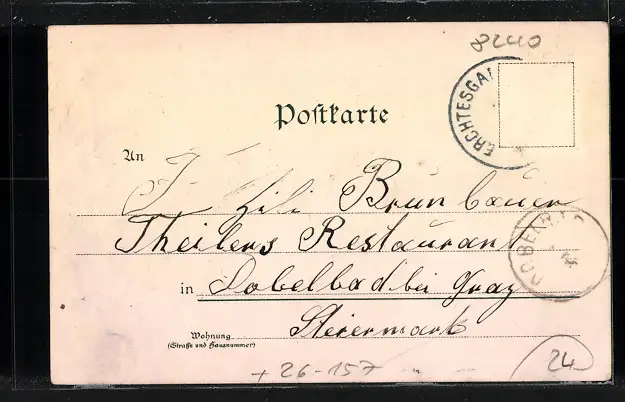 8240
ERCHTESGA
Postkarte
An
Brunbauer
Theilers Restaurant
in Dobelbad bei Graz
Steiermark
Wohnung
(Straße und Hausnummer)
+ 26-157
24